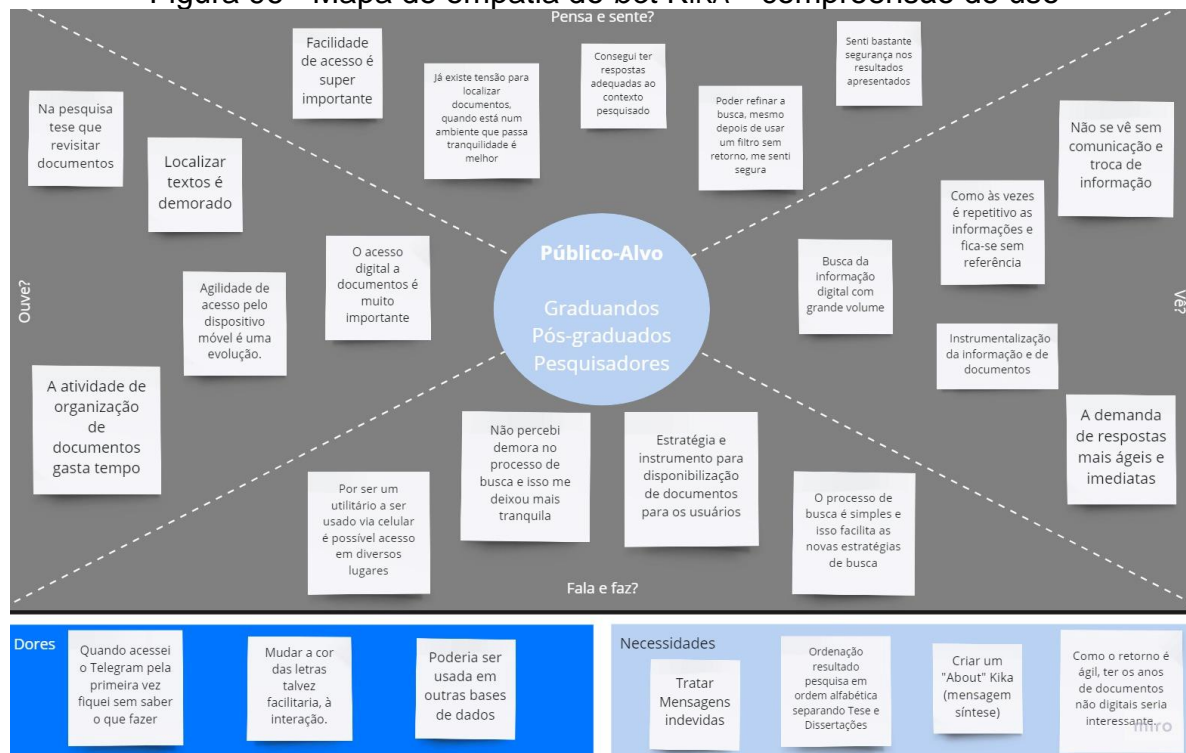 Figura 96 - Mapa de empatia do bot KIKA – compreensão do uso
Pensa e sente?
Facilidade
de acesso é
super
importante
Já existe tensão para
localizar
documentos,
quando está num
ambiente que passa
tranquilidade é
melhor
Consegui ter
respostas
adequadas ao
contexto
pesquisado
Poder refinar a
busca, mesmo
depois de usar
um filtro sem
retorno, me senti
segura
Senti bastante
segurança nos
resultados
apresentados
Ouve?
Na pesquisa
tese que
revisitar
documentos
Localizar
textos é
demorado
O acesso
digital a
documentos é
muito
importante
Agilidade de
acesso pelo
dispositivo
móvel é uma
evolução.
A atividade de
organização
de
documentos
gasta tempo
Público-Alvo
Graduandos
Pós-graduados
Pesquisadores
Vê?
Não se vê sem
comunicação e
troca de
informação
Como às vezes
é repetitivo as
informações e
fica-se sem
referência
Busca da
informação
digital com
grande volume
Instrumentalização
da informação e de
documentos
A demanda
de respostas
mais ágeis e
imediatas
Por ser um
utilitário a ser
usado via celular
é possível acesso
em diversos
lugares
Não percebi
demora no
processo de
busca e isso me
deixou mais
tranquila
Estratégia e
instrumento para
disponibilização
de documentos
para os usuários
O processo de
busca é simples e
isso facilita as
novas estratégias
de busca
Fala e faz?
Dores
Quando acessei
o Telegram pela
primeira vez
fiquei sem saber
o que fazer
Mudar a cor
das letras
talvez
facilitaria, à
interação.
Poderia ser
usada em
outras bases
de dados
Necessidades
Tratar
Mensagens
indevidas
Ordenação
resultado
pesquisa em
ordem alfabética
separando Tese e
Dissertações
Criar um
"About" Kika
(mensagem
síntese)
Como o retorno é
ágil, ter os anos
de documentos
não digitais seria
interessante.
miro